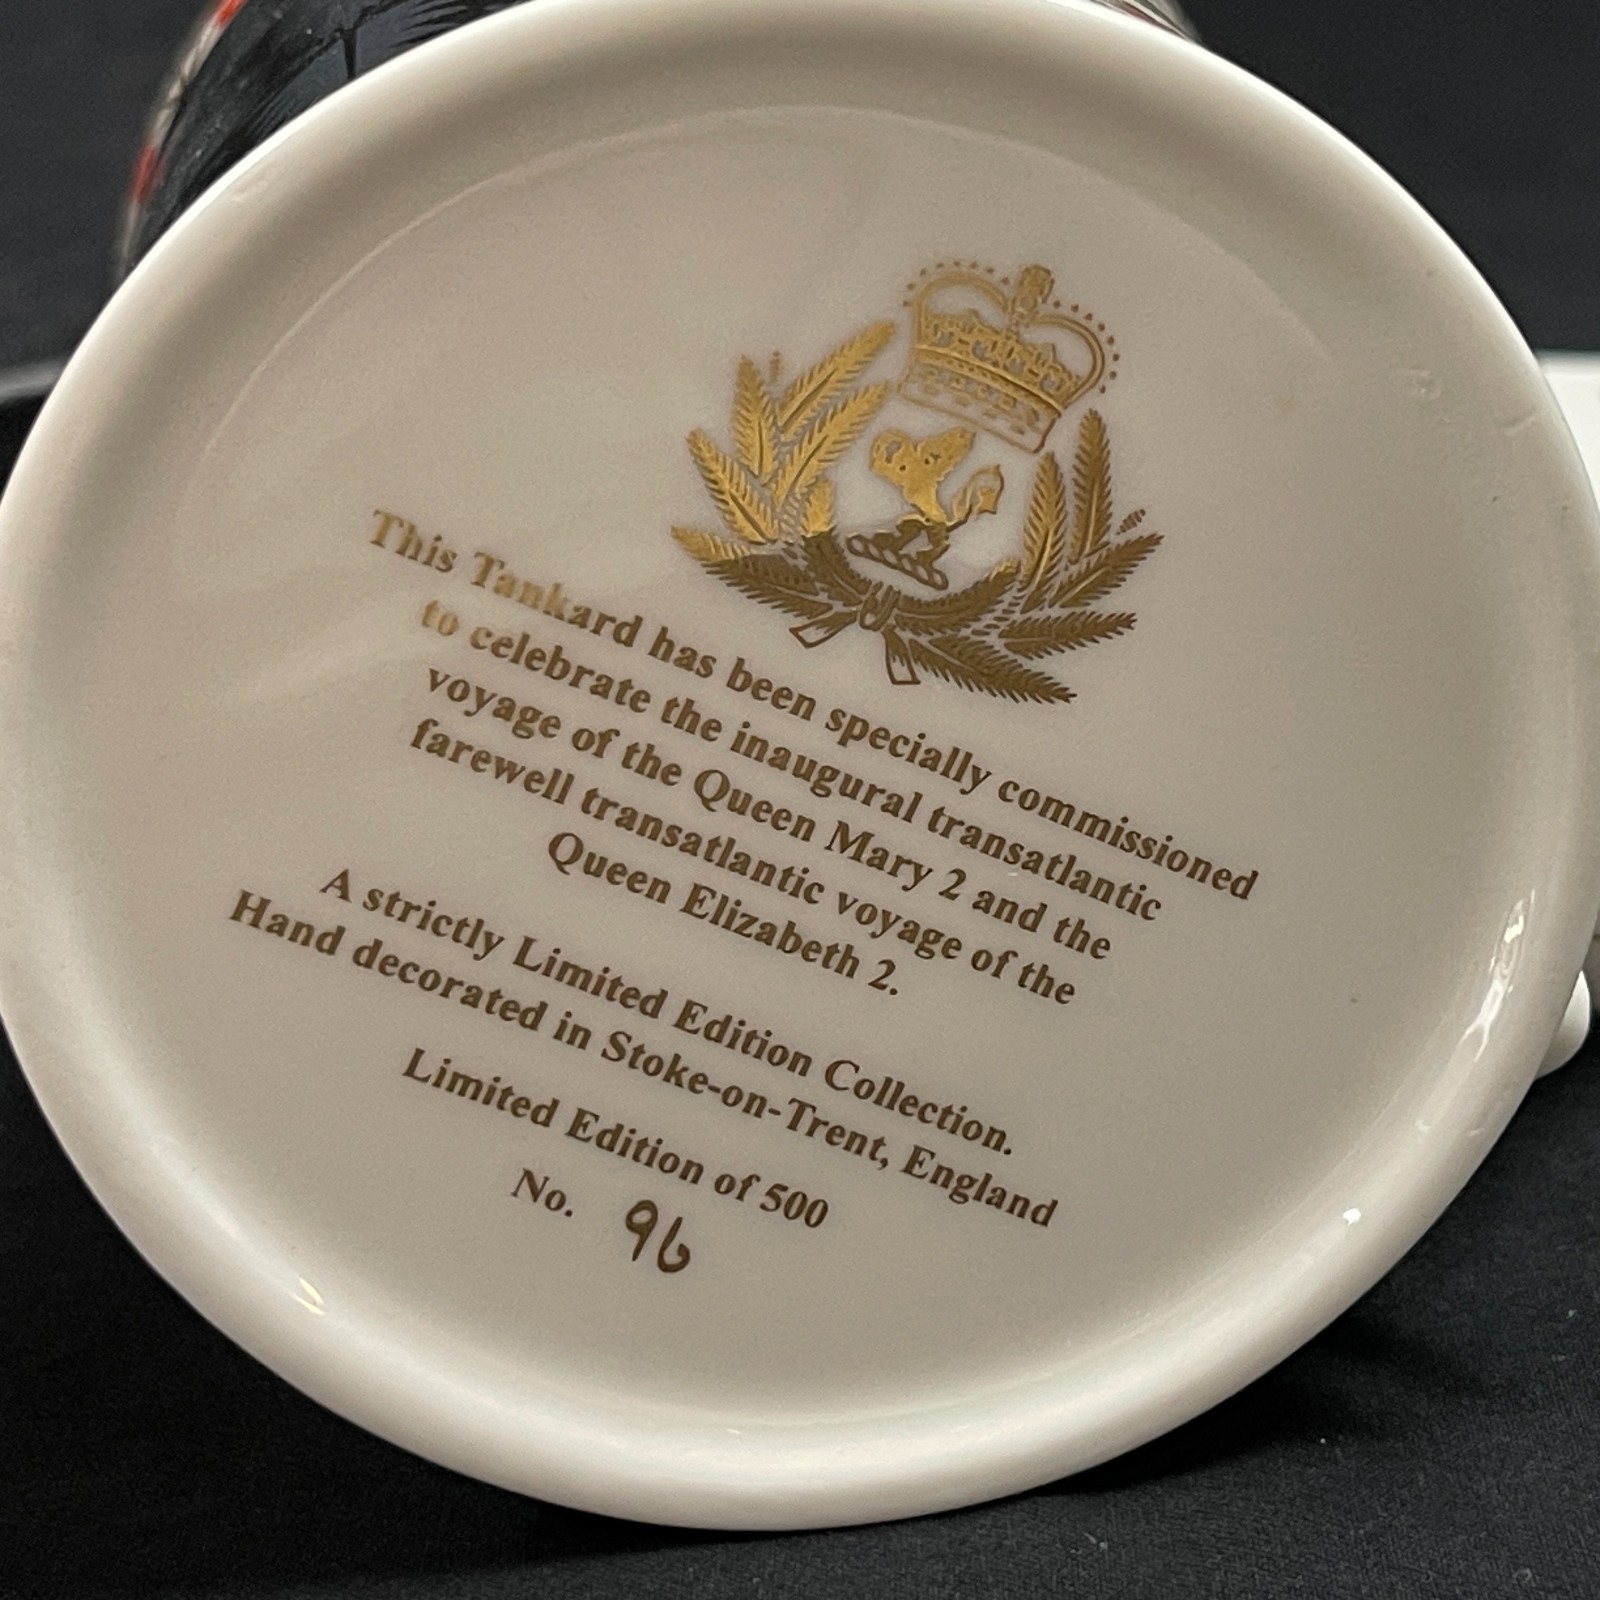 This Tankard has been specially commissioned
to celebrate the inaugural transatlantic
voyage of the Queen Mary 2 and the
farewell transatlantic voyage of the
Queen Elizabeth 2.
A strictly Limited Edition Collection.
Hand decorated in Stoke-on-Trent, England
Limited Edition of 500
No. 96